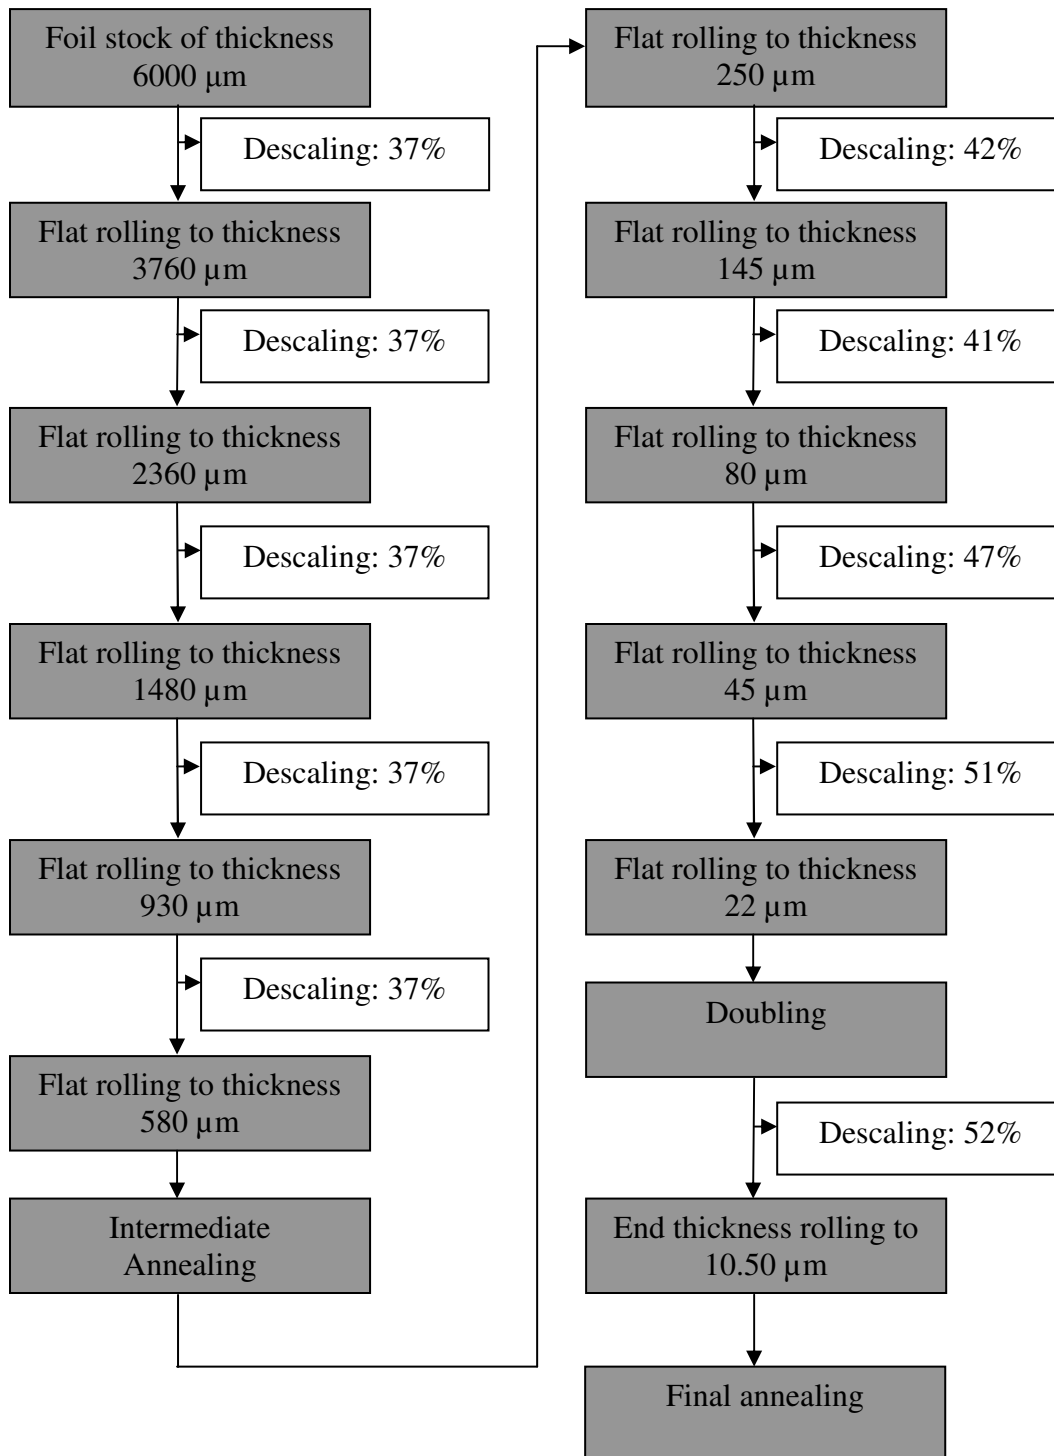 Foil stock of thickness
6000 µm
Descaling: 37%
Flat rolling to thickness
3760 µm
Descaling: 37%
Flat rolling to thickness
2360 µm
Descaling: 37%
Flat rolling to thickness
1480 µm
Descaling: 37%
Flat rolling to thickness
930 µm
Descaling: 37%
Flat rolling to thickness
580 µm
Intermediate
Annealing
Flat rolling to thickness
250 µm
Descaling: 42%
Flat rolling to thickness
145 µm
Descaling: 41%
Flat rolling to thickness
80 µm
Descaling: 47%
Flat rolling to thickness
45 µm
Descaling: 51%
Flat rolling to thickness
22 µm
Doubling
Descaling: 52%
End thickness rolling to
10.50 µm
Final annealing